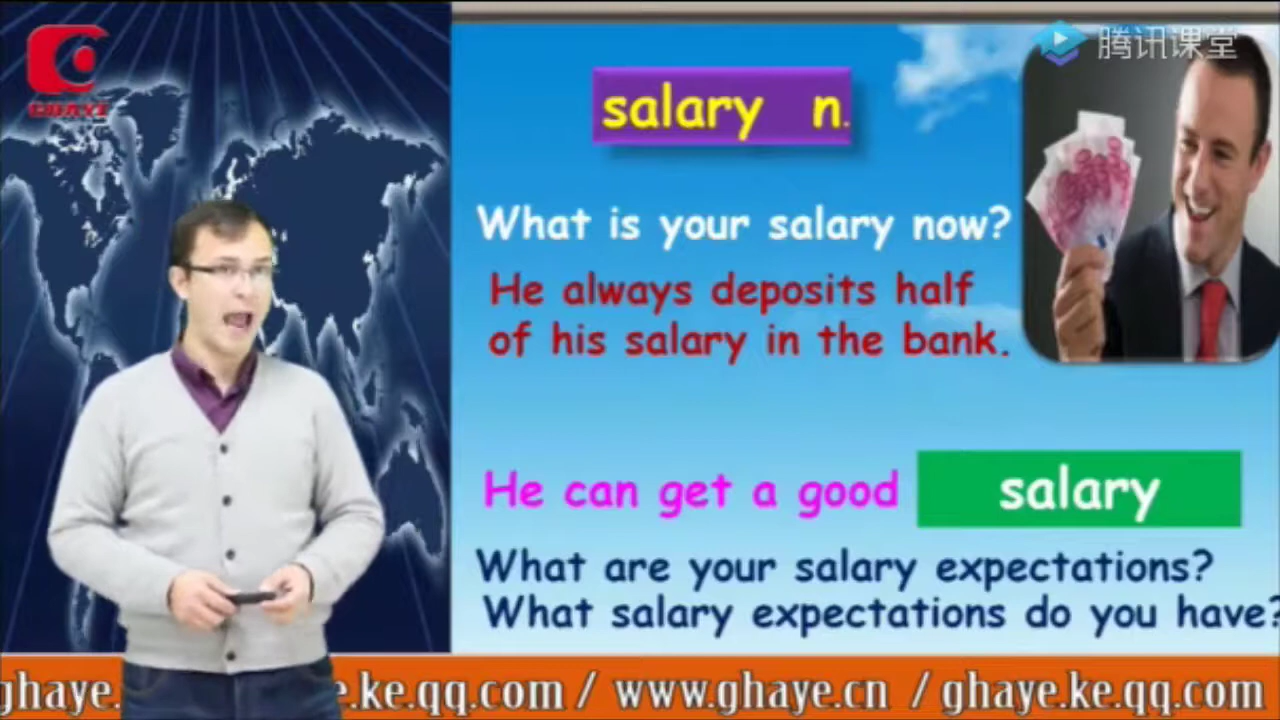 GHAYE
腾讯课堂
salary n.
What is your salary now?
He always deposits half
of his salary in the bank.
He can get a good salary
What are your salary expectations?
What salary expectations do you have?
ghaye. e.ke.qq.com / www.ghaye.cn / ghaye.ke.qq.com